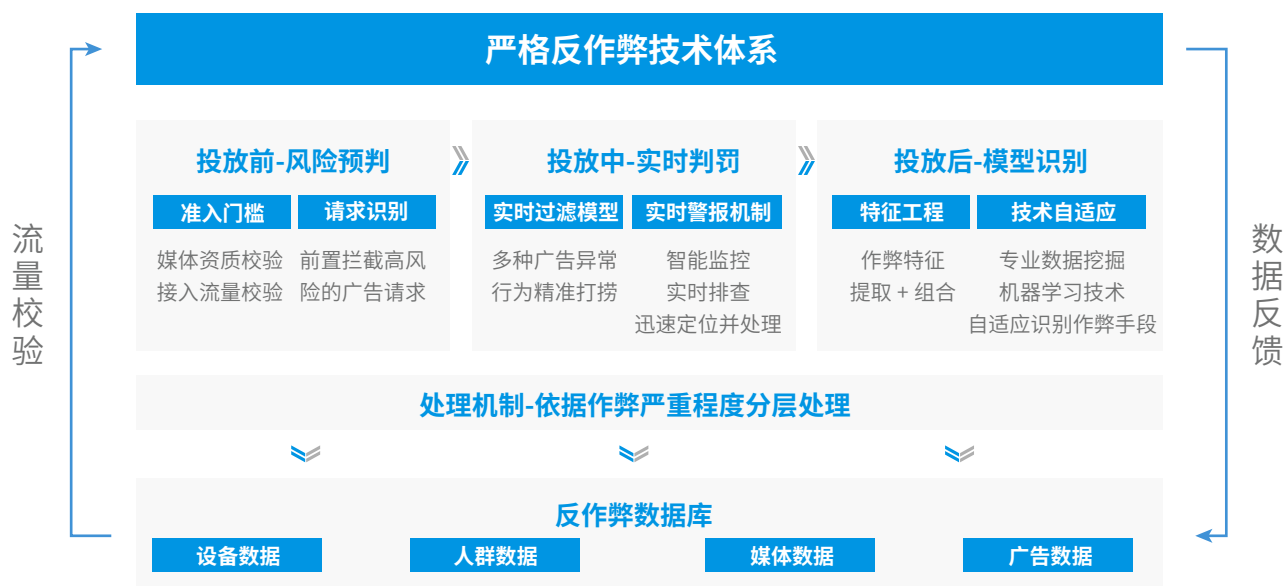 严格反作弊技术体系
投放前-风险预判
准入门槛
请求识别
媒体资质校验
接入流量校验
前置拦截高风
险的广告请求
投放中-实时判罚
实时过滤模型
实时警报机制
多种广告异常
行为精准打捞
智能监控
实时排查
迅速定位并处理
投放后-模型识别
特征工程
技术自适应
作弊特征
提取 + 组合
专业数据挖掘
机器学习技术
自适应识别作弊手段
流量校验
数据反馈
处理机制-依据作弊严重程度分层处理
反作弊数据库
设备数据
人群数据
媒体数据
广告数据